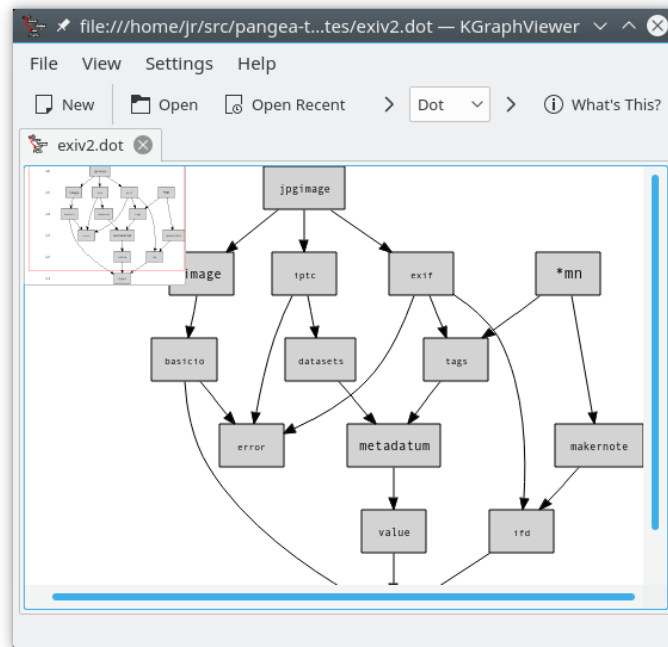 file:///home/jr/src/pangea-t...tes/exiv2.dot — KGraphViewer
File View Settings Help
New Open Open Recent Dot What's This?
exiv2.dot
jpgimage
image iptc exif *mn
basicio datasets tags
error metadatum makernote
value ifd